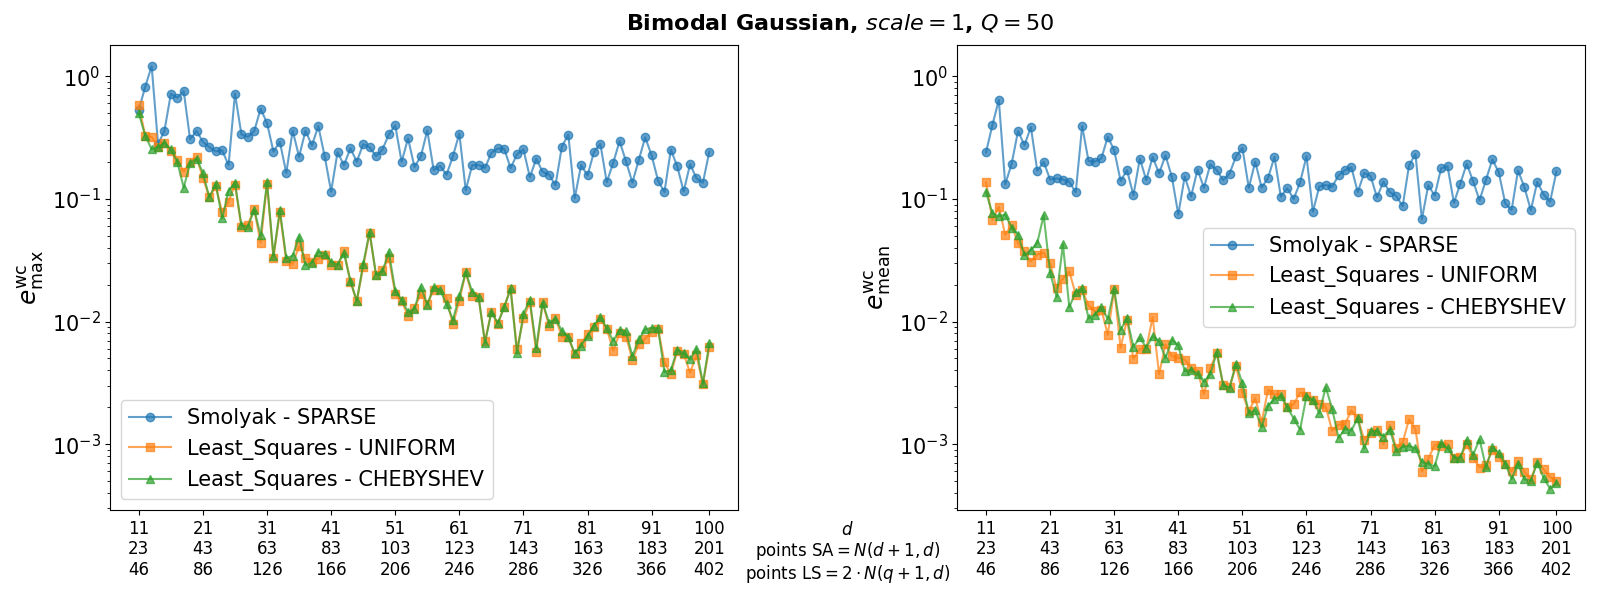 Bimodal Gaussian, scale = 1, Q = 50
10⁰
10⁻¹
10⁻²
10⁻³
e^wc_max
Smolyak - SPARSE
Least_Squares - UNIFORM
Least_Squares - CHEBYSHEV
11 21 31 41 51 61 71 81 91 100
23 43 63 83 103 123 143 163 183 201
46 86 126 166 206 246 286 326 366 402
d
points SA = N(d + 1, d)
points LS = 2 · N(q + 1, d)
10⁰
10⁻¹
10⁻²
10⁻³
e^wc_mean
Smolyak - SPARSE
Least_Squares - UNIFORM
Least_Squares - CHEBYSHEV
11 21 31 41 51 61 71 81 91 100
23 43 63 83 103 123 143 163 183 201
46 86 126 166 206 246 286 326 366 402